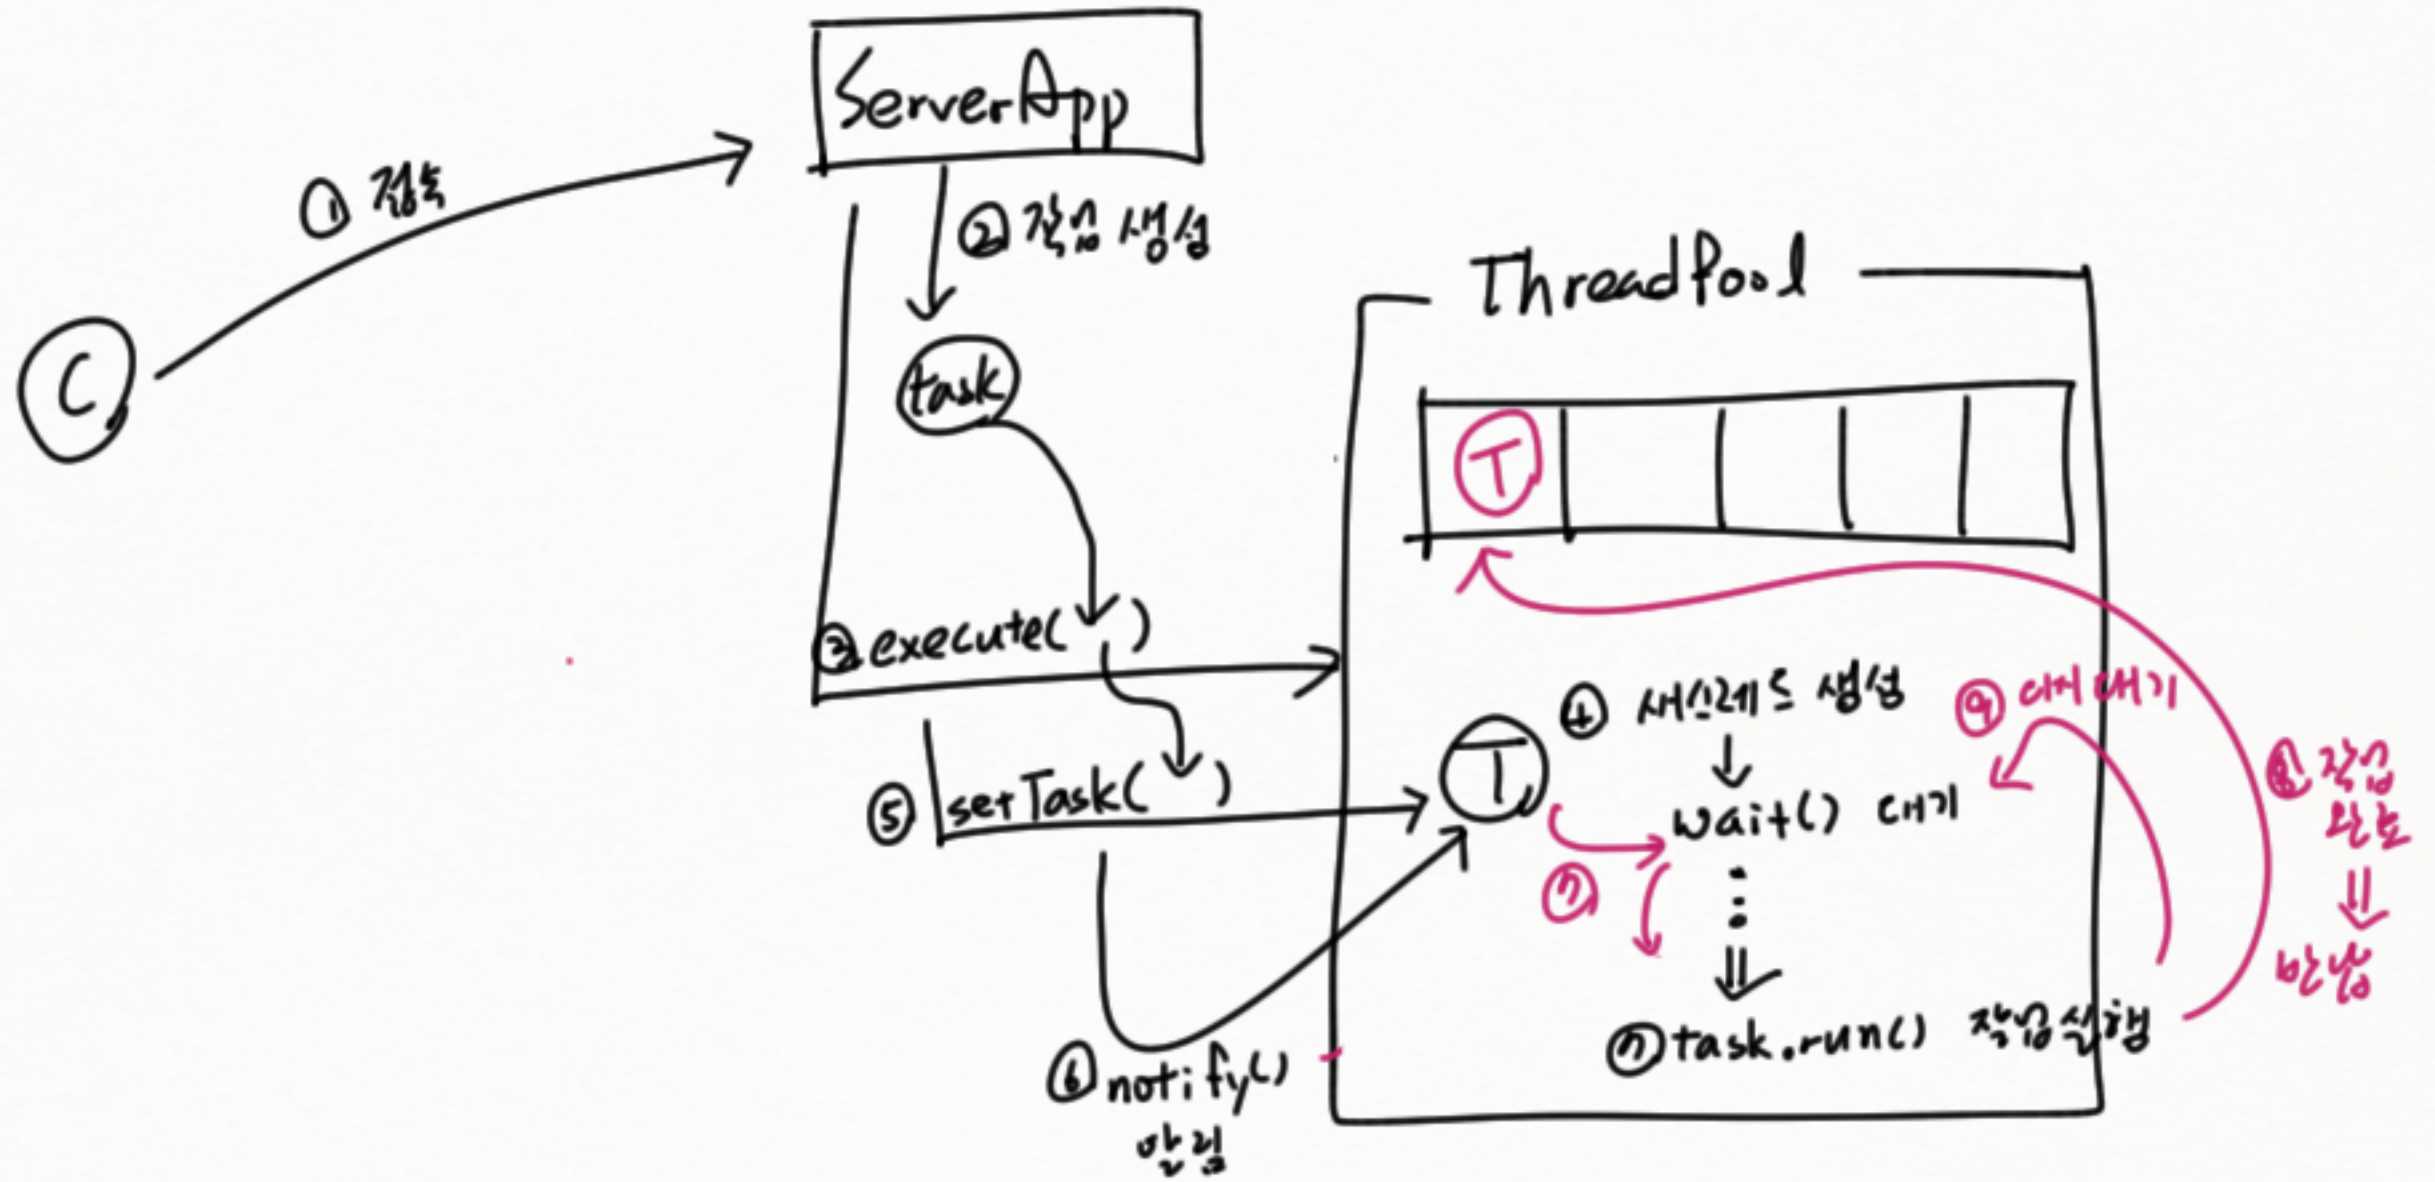 ServerApp
① 접속
② 작업 생성
C
task
ThreadPool
T
③ execute( )
④ 새 스레드 생성
⑨ 다시 대기
⑧ 작업
완료
반납
⑤ setTask( )
T
wait() 대기
⑦
⑥ notify()
알림
⑦ task.run() 작업실행